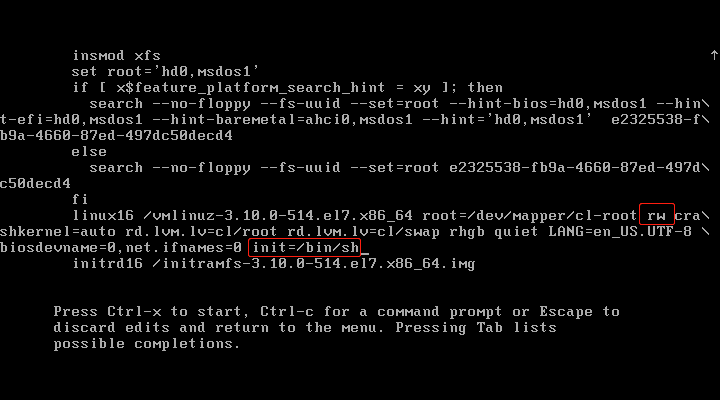 insmod xfs
set root='hd0,msdos1'
if [ x$feature_platform_search_hint = xy ]; then
search --no-floppy --fs-uuid --set=root --hint-bios=hd0,msdos1 --hin\
t-efi=hd0,msdos1 --hint-baremetal=ahci0,msdos1 --hint='hd0,msdos1'  e2325538-f\
b9a-4660-87ed-497dc50decd4
else
search --no-floppy --fs-uuid --set=root e2325538-fb9a-4660-87ed-497d\
c50decd4
fi
linux16 /vmlinuz-3.10.0-514.el7.x86_64 root=/dev/mapper/cl-root rw cra\
shkernel=auto rd.lvm.lv=cl/root rd.lvm.lv=cl/swap rhgb quiet LANG=en_US.UTF-8 \
biosdevname=0,net.ifnames=0 init=/bin/sh_
initrd16 /initramfs-3.10.0-514.el7.x86_64.img
Press Ctrl-x to start, Ctrl-c for a command prompt or Escape to
discard edits and return to the menu. Pressing Tab lists
possible completions.